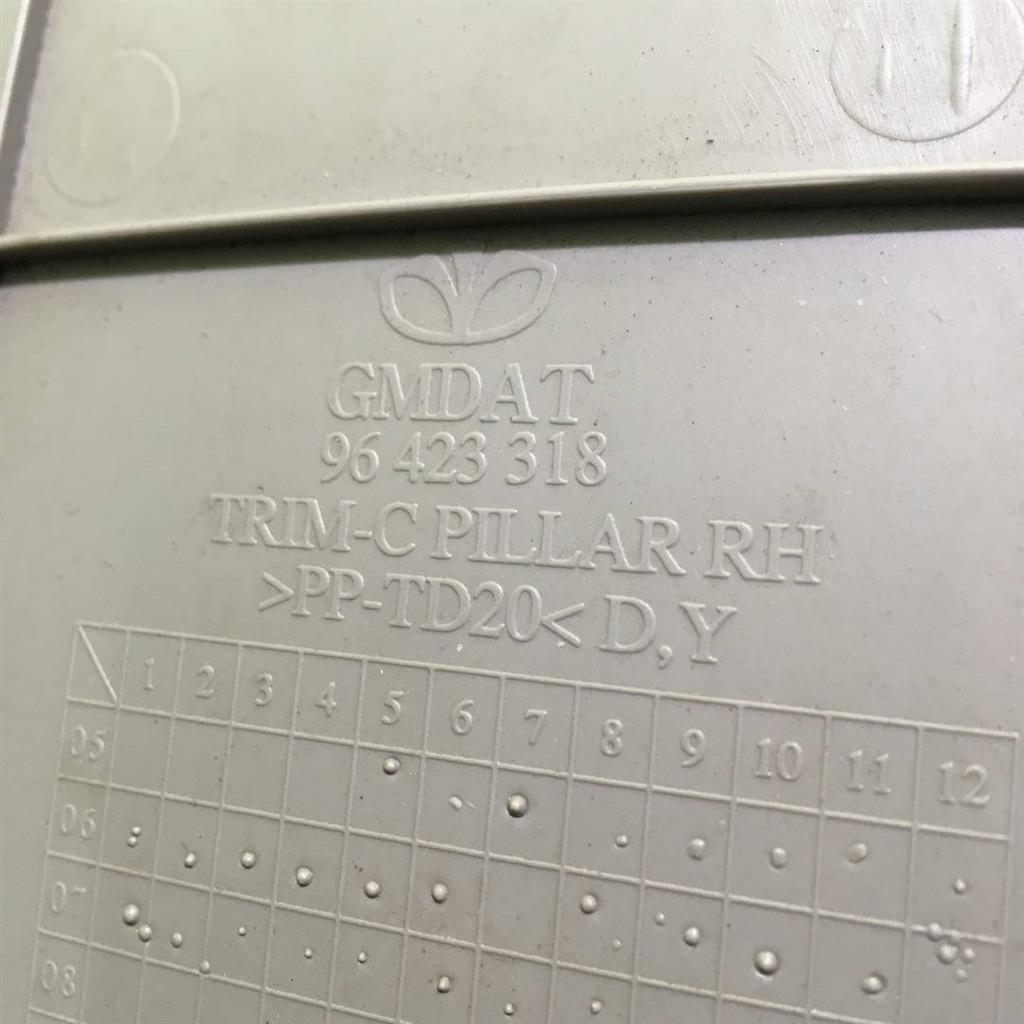 GMDAT
96 423 318
TRIM-C PILLAR RH
>PP-TD20< D,Y
1 2 3 4 5 6 7 8 9 10 11 12
05
06
07
08